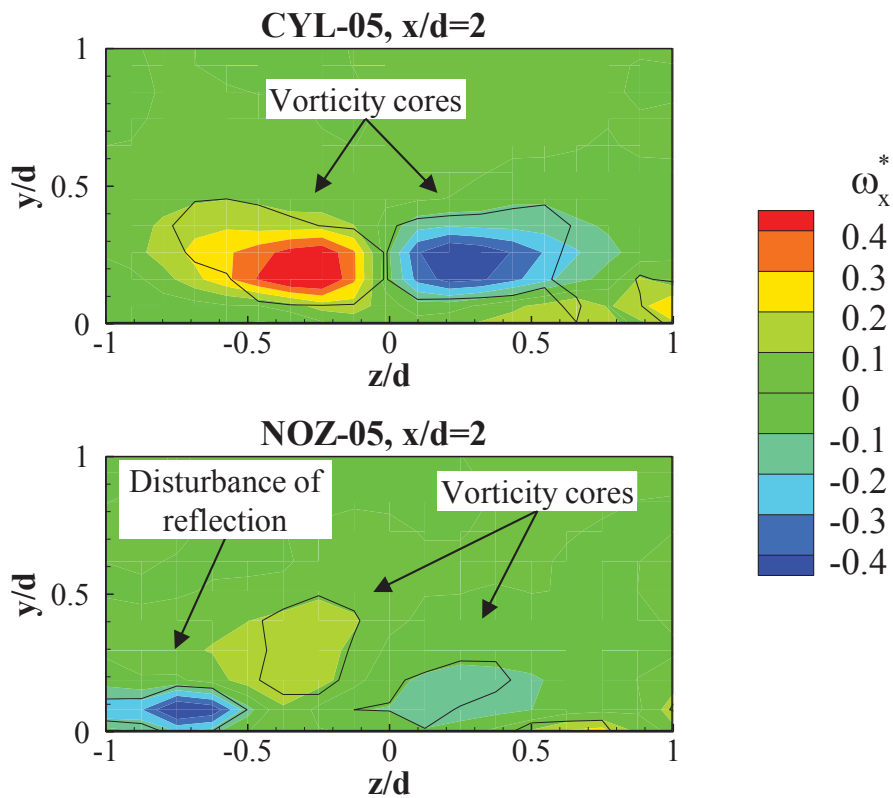 CYL-05, x/d=2
1
Vorticity cores
y/d
0.5
0
-1
-0.5
0
0.5
1
z/d
NOZ-05, x/d=2
1
Disturbance of
reflection
Vorticity cores
y/d
0.5
0
-1
-0.5
0
0.5
1
z/d
ω*x
0.4
0.3
0.2
0.1
0
-0.1
-0.2
-0.3
-0.4